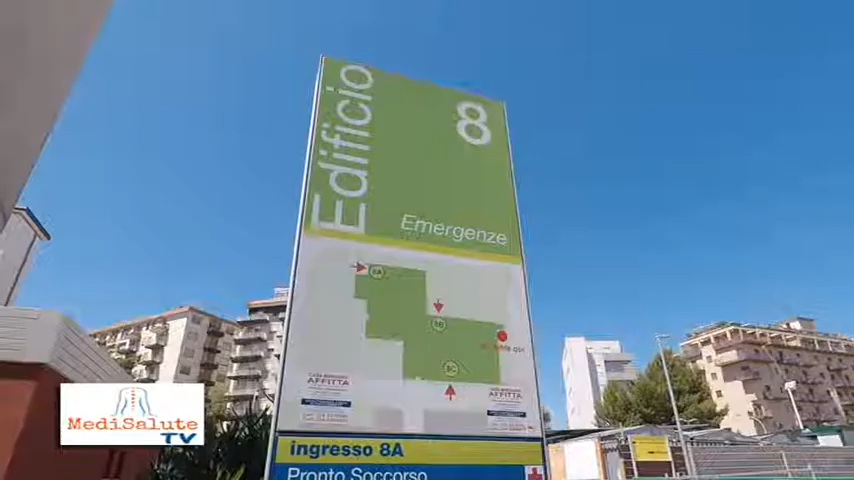 Edificio
8
Emergenze
8A
8B
8C
AFFITTA
AFFITTA
ingresso 8A
Pronto Soccorso
MediSalute
TV